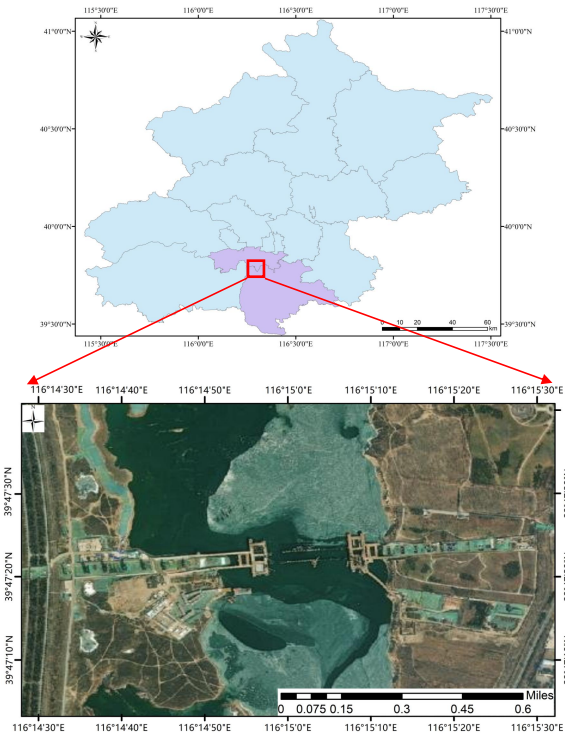 115°30'0"E 116°0'0"E 116°30'0"E 117°0'0"E 117°30'0"E
N
41°0'0"N 41°0'0"N
40°30'0"N 40°30'0"N
40°0'0"N 40°0'0"N
39°30'0"N 39°30'0"N
0 10 20 40 60
km
115°30'0"E 116°0'0"E 116°30'0"E 117°0'0"E 117°30'0"E
116°14'30"E 116°14'40"E 116°14'50"E 116°15'0"E 116°15'10"E 116°15'20"E 116°15'30"E
N
39°47'30"N
39°47'20"N
39°47'10"N
Miles
0 0.075 0.15 0.3 0.45 0.6
116°14'30"E 116°14'40"E 116°14'50"E 116°15'0"E 116°15'10"E 116°15'20"E 116°15'30"E